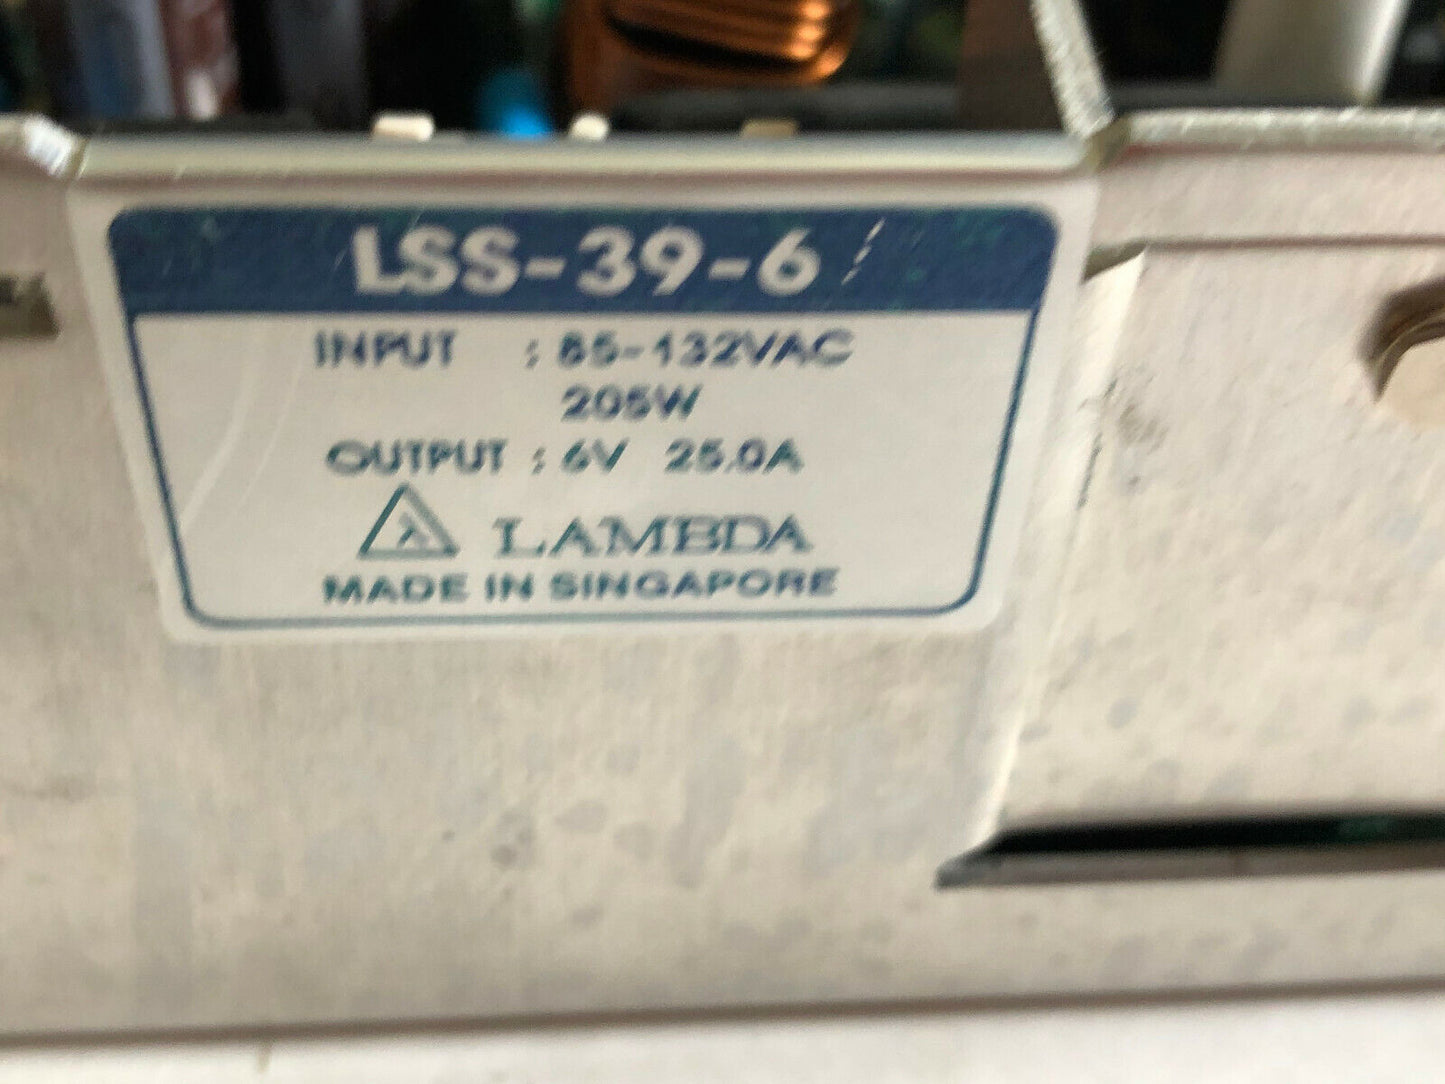 LSS-39-6
INPUT : 85-132VAC
205W
OUTPUT : 6V 25.0A
λ LAMBDA
MADE IN SINGAPORE